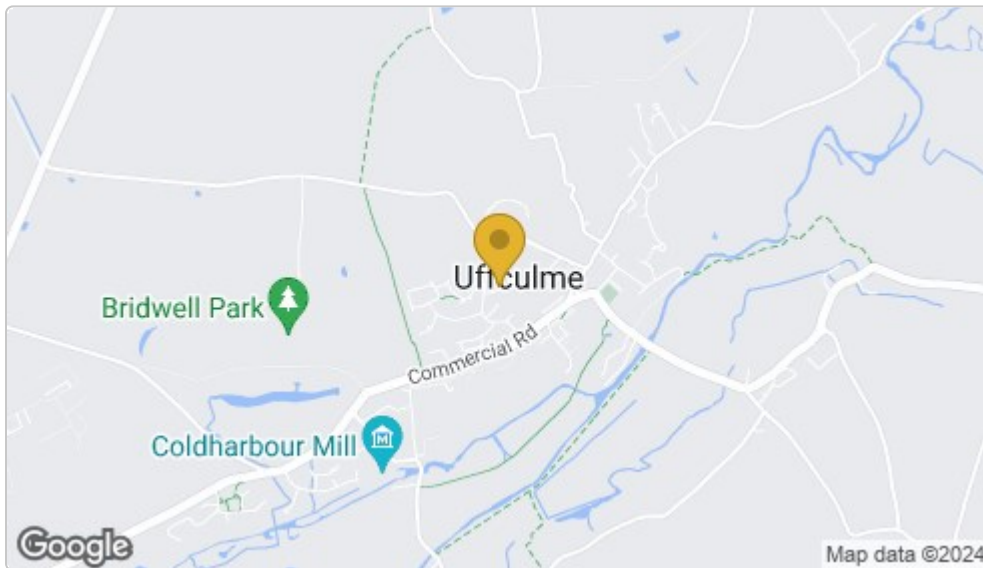 Uffculme
Bridwell Park
Commercial Rd
Coldharbour Mill
M
Google
Map data ©2024